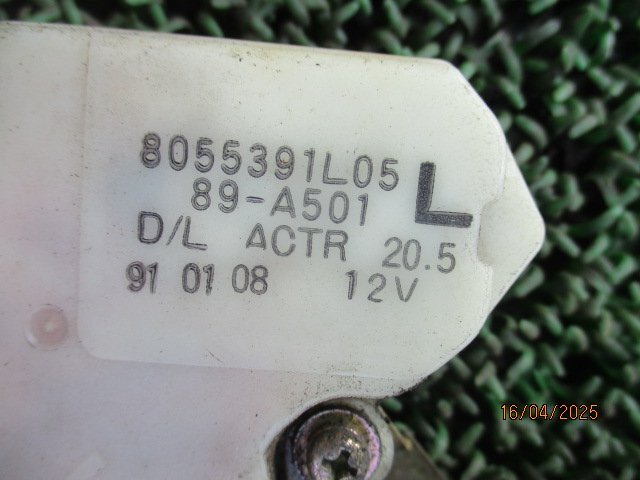 8055391L05
89-A501 L
D/L ACTR 20.5
91 01 08 12V
16/04/2025